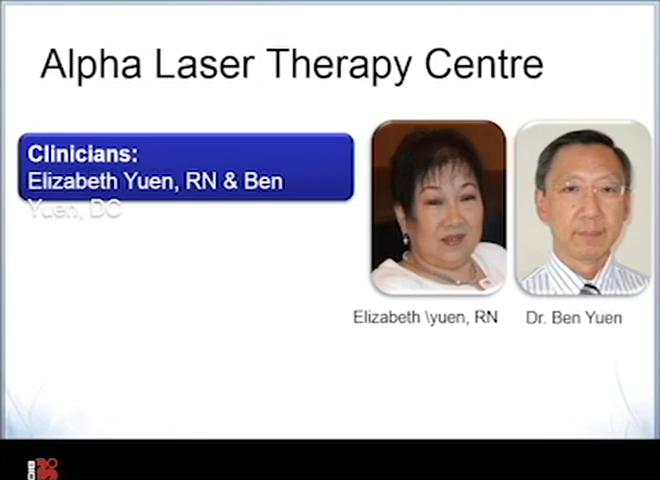 Alpha Laser Therapy Centre
Clinicians:
Elizabeth Yuen, RN & Ben
Yuen, DC
Elizabeth \yuen, RN
Dr. Ben Yuen